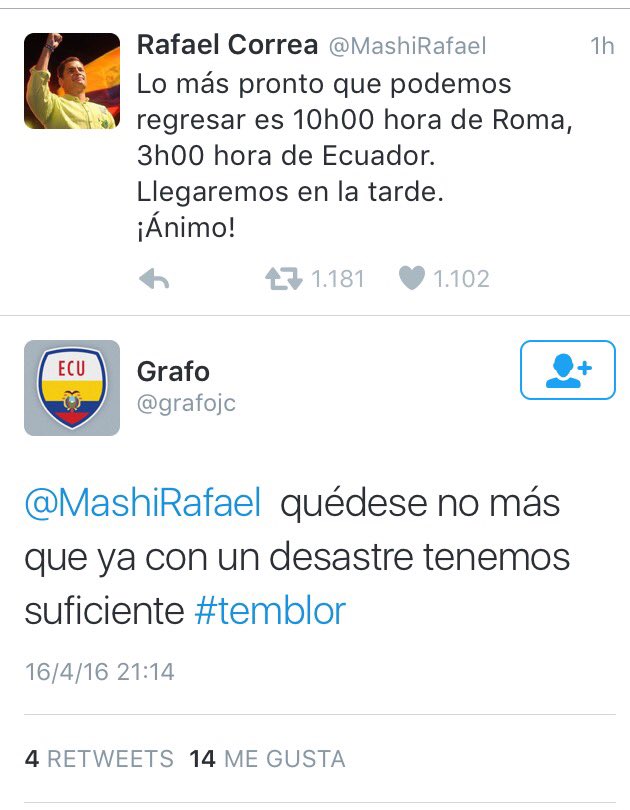 Rafael Correa @MashiRafael 1h
Lo más pronto que podemos
regresar es 10h00 hora de Roma,
3h00 hora de Ecuador.
Llegaremos en la tarde.
¡Ánimo!
1.181 1.102
ECU
Grafo
@grafojc
@MashiRafael quédese no más
que ya con un desastre tenemos
suficiente #temblor
16/4/16 21:14
4 RETWEETS 14 ME GUSTA